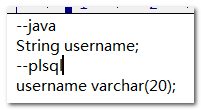 --java
String username;
--plsql
username varchar(20);